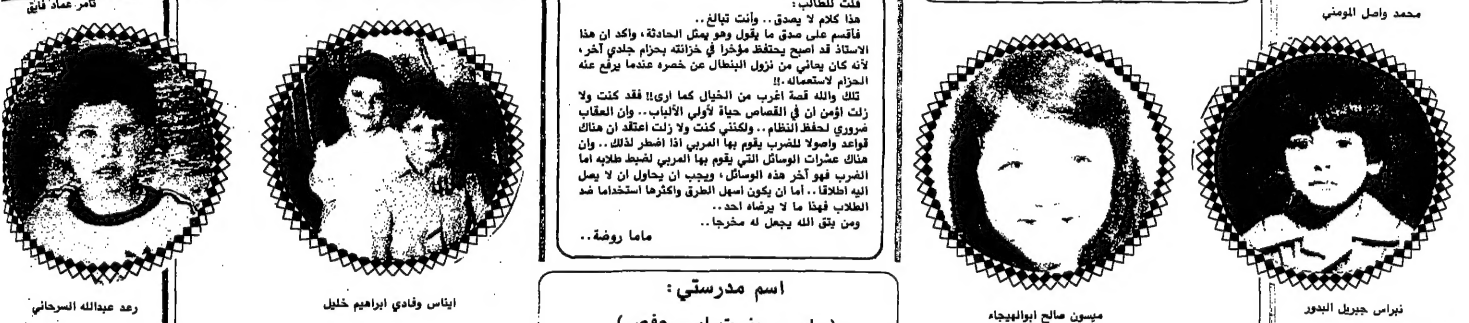 محمد واصل المومني
قلت للطالب:
هذا كلام لا يصدق.. وأنت تبالغ..
فأقسم على صدق ما يقول وهو يمثل الحادثة، واكد ان هذا
الاستاذ قد اصبح يحتفظ مؤخرا في خزانته بحزام جلدي آخر،
لأنه كان يعاني من نزول البنطال عن خصره عندما يرفع عنه
الحزام لاستعماله.!!
تلك والله قصة اغرب من الخيال كما ارى!! فقد كنت ولا
زلت اؤمن ان في القصاص حياة لأولي الألباب.. وان العقاب
ضروري لحفظ النظام.. ولكنني كنت ولا زلت اعتقد ان هناك
قواعد واصولا للضرب يقوم بها المربي اذا اضطر لذلك.. وان
هناك عشرات الوسائل التي يقوم بها المربي لضبط طلابه اما
الضرب فهو آخر هذه الوسائل، ويجب ان يحاول ان لا يصل
اليه اطلاقا.. أما ان يكون اسهل الطرق واكثرها استخداما ضد
الطلاب فهذا ما لا يرضاه احد..
ومن يتق الله يجعل له مخرجا..
ماما روضة..
تامر عماد فايق
نبراس جبريل البدور
ميسون صالح ابوالهيجاء
اسم مدرستي:
ايناس وفادي ابراهيم خليل
رعد عبدالله السرحاني